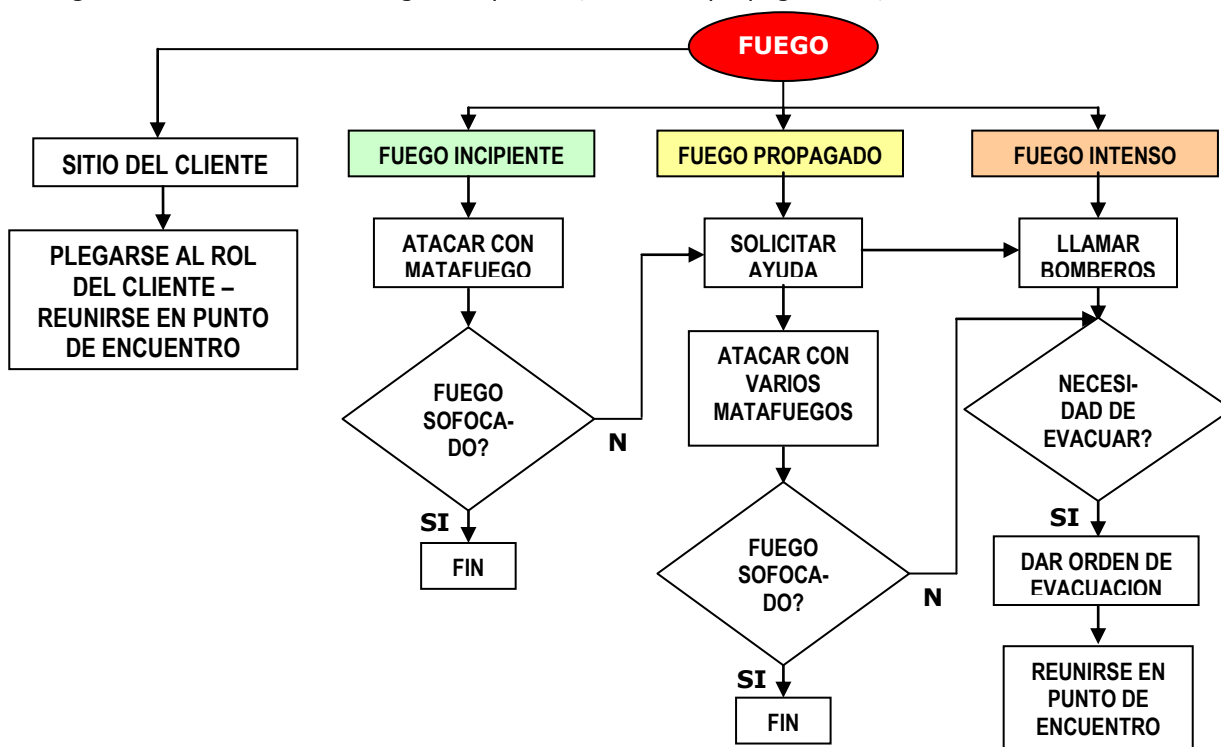 FUEGO
SITIO DEL CLIENTE
FUEGO INCIPIENTE
FUEGO PROPAGADO
FUEGO INTENSO
PLEGARSE AL ROL
DEL CLIENTE –
REUNIRSE EN PUNTO
DE ENCUENTRO
ATACAR CON
MATAFUEGO
SOLICITAR
AYUDA
LLAMAR
BOMBEROS
FUEGO
SOFOCA-
DO?
N
SI
FIN
ATACAR CON
VARIOS
MATAFUEGOS
FUEGO
SOFOCA-
DO?
N
SI
FIN
NECESI-
DAD DE
EVACUAR?
SI
DAR ORDEN DE
EVACUACION
REUNIRSE EN
PUNTO DE
ENCUENTRO